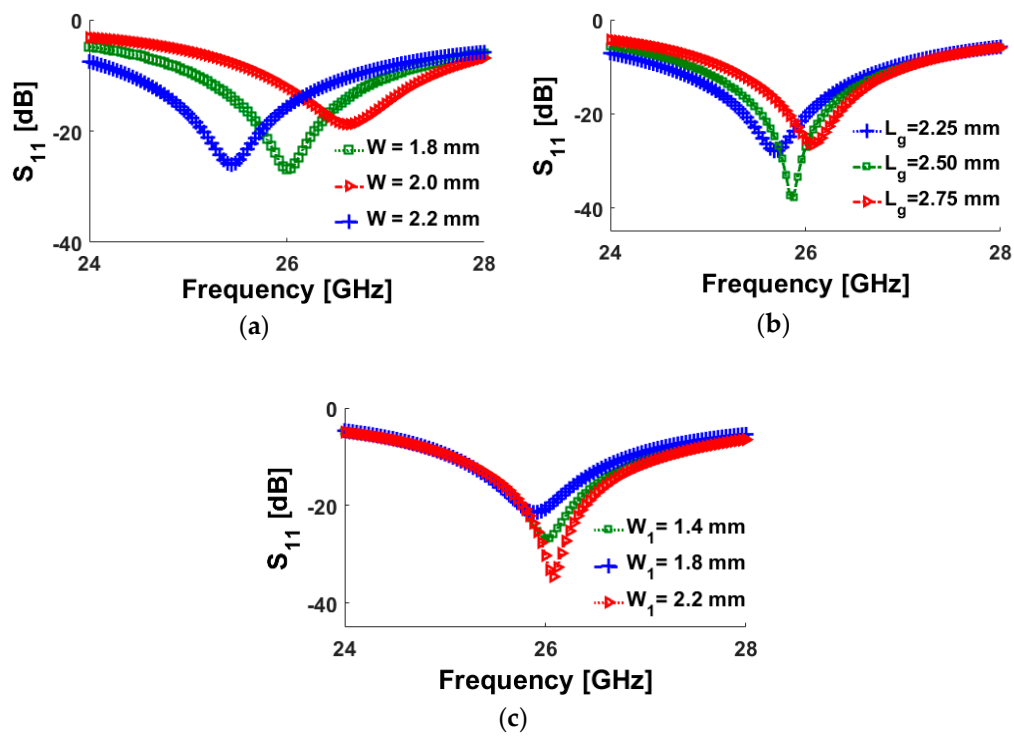 0
-20
-40
S11 [dB]
W = 1.8 mm
W = 2.0 mm
W = 2.2 mm
24
26
28
Frequency [GHz]
(a)
0
-20
-40
S11 [dB]
Lg=2.25 mm
Lg=2.50 mm
Lg=2.75 mm
24
26
28
Frequency [GHz]
(b)
0
-20
-40
S11 [dB]
W1= 1.4 mm
W1= 1.8 mm
W1= 2.2 mm
24
26
28
Frequency [GHz]
(c)